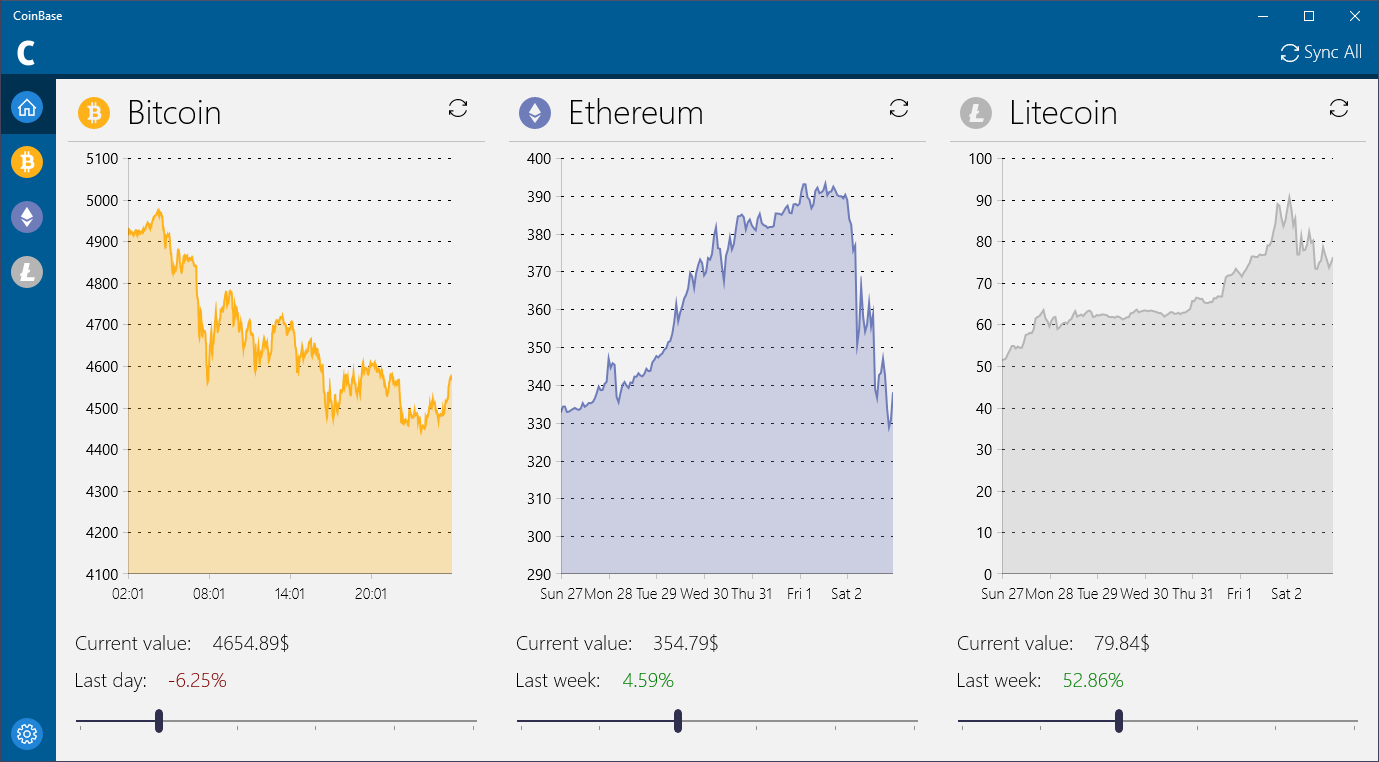 CoinBase
C
Sync All
Bitcoin
5100
5000
4900
4800
4700
4600
4500
4400
4300
4200
4100
02:01 08:01 14:01 20:01
Current value: 4654.89$
Last day: -6.25%
Ethereum
400
390
380
370
360
350
340
330
320
310
300
290
Sun 27 Mon 28 Tue 29 Wed 30 Thu 31 Fri 1 Sat 2
Current value: 354.79$
Last week: 4.59%
Litecoin
100
90
80
70
60
50
40
30
20
10
0
Sun 27 Mon 28 Tue 29 Wed 30 Thu 31 Fri 1 Sat 2
Current value: 79.84$
Last week: 52.86%